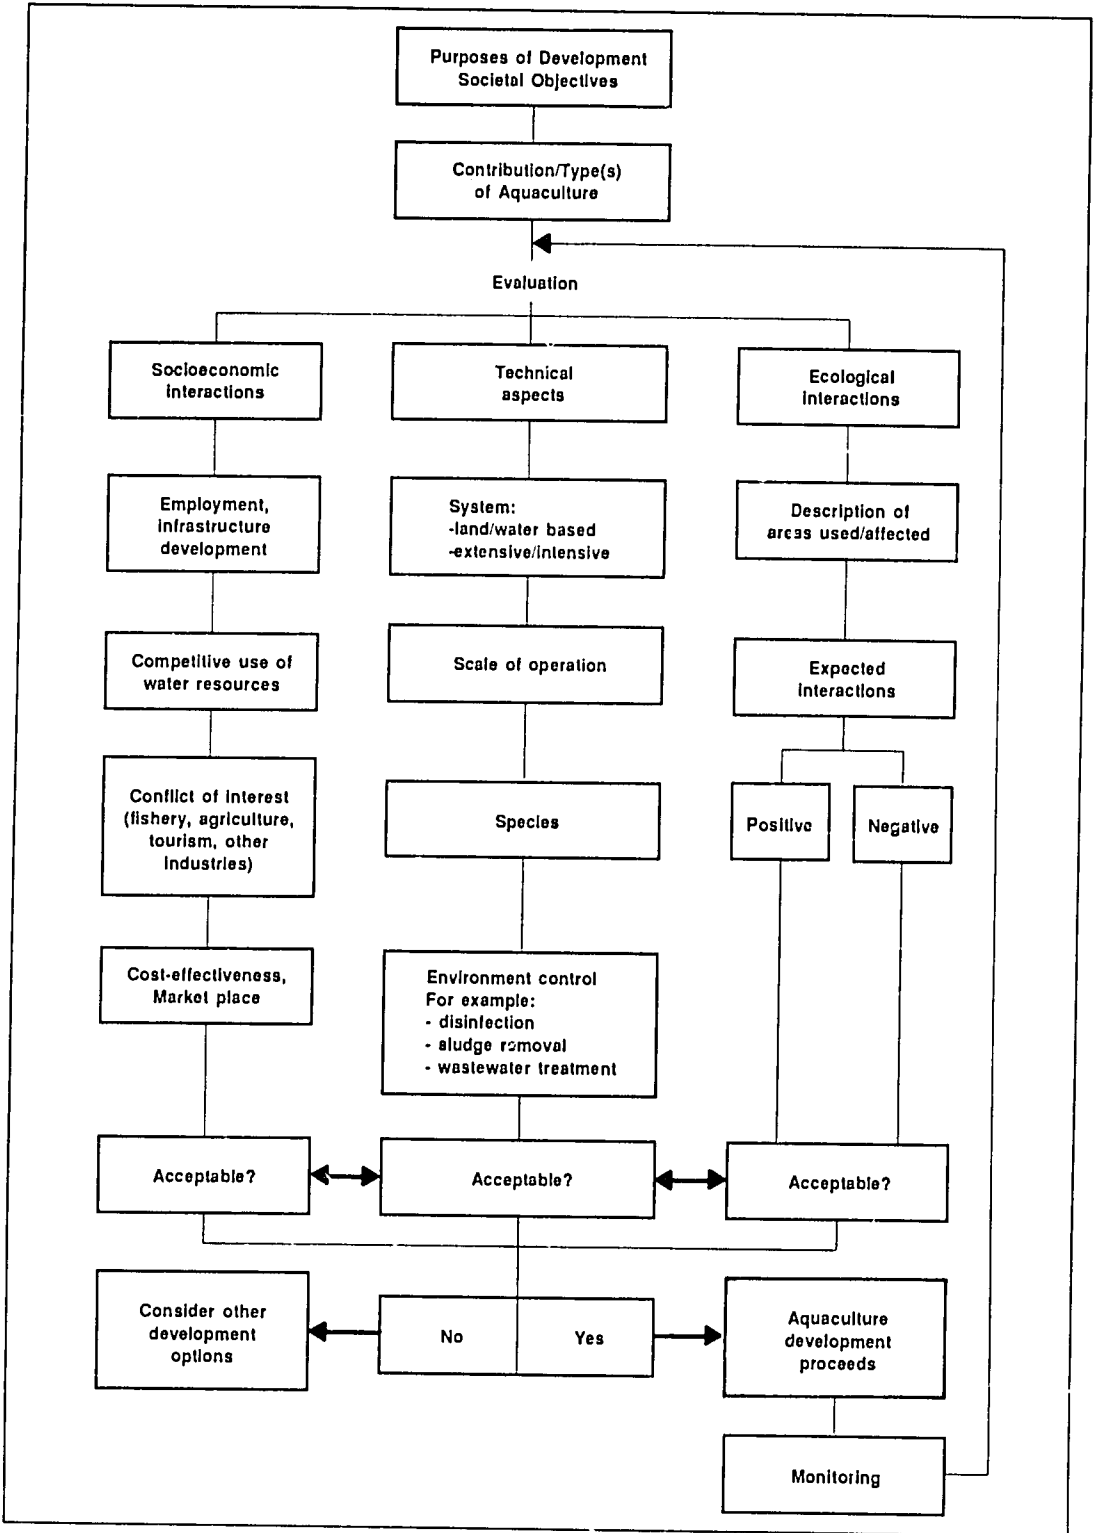 Purposes of Development
Societal Objectives
Contribution/Type(s)
of Aquaculture
Evaluation
Socioeconomic
interactions
Technical
aspects
Ecological
interactions
Employment,
infrastructure
development
System:
-land/water based
-extensive/intensive
Description of
areas used/affected
Competitive use of
water resources
Scale of operation
Expected
interactions
Conflict of interest
(fishery, agriculture,
tourism, other
industries)
Species
Positive
Negative
Cost-effectiveness,
Market place
Environment control
For example:
- disinfection
- sludge removal
- wastewater treatment
Acceptable?
Acceptable?
Acceptable?
Consider other
development
options
No
Yes
Aquaculture
development
proceeds
Monitoring